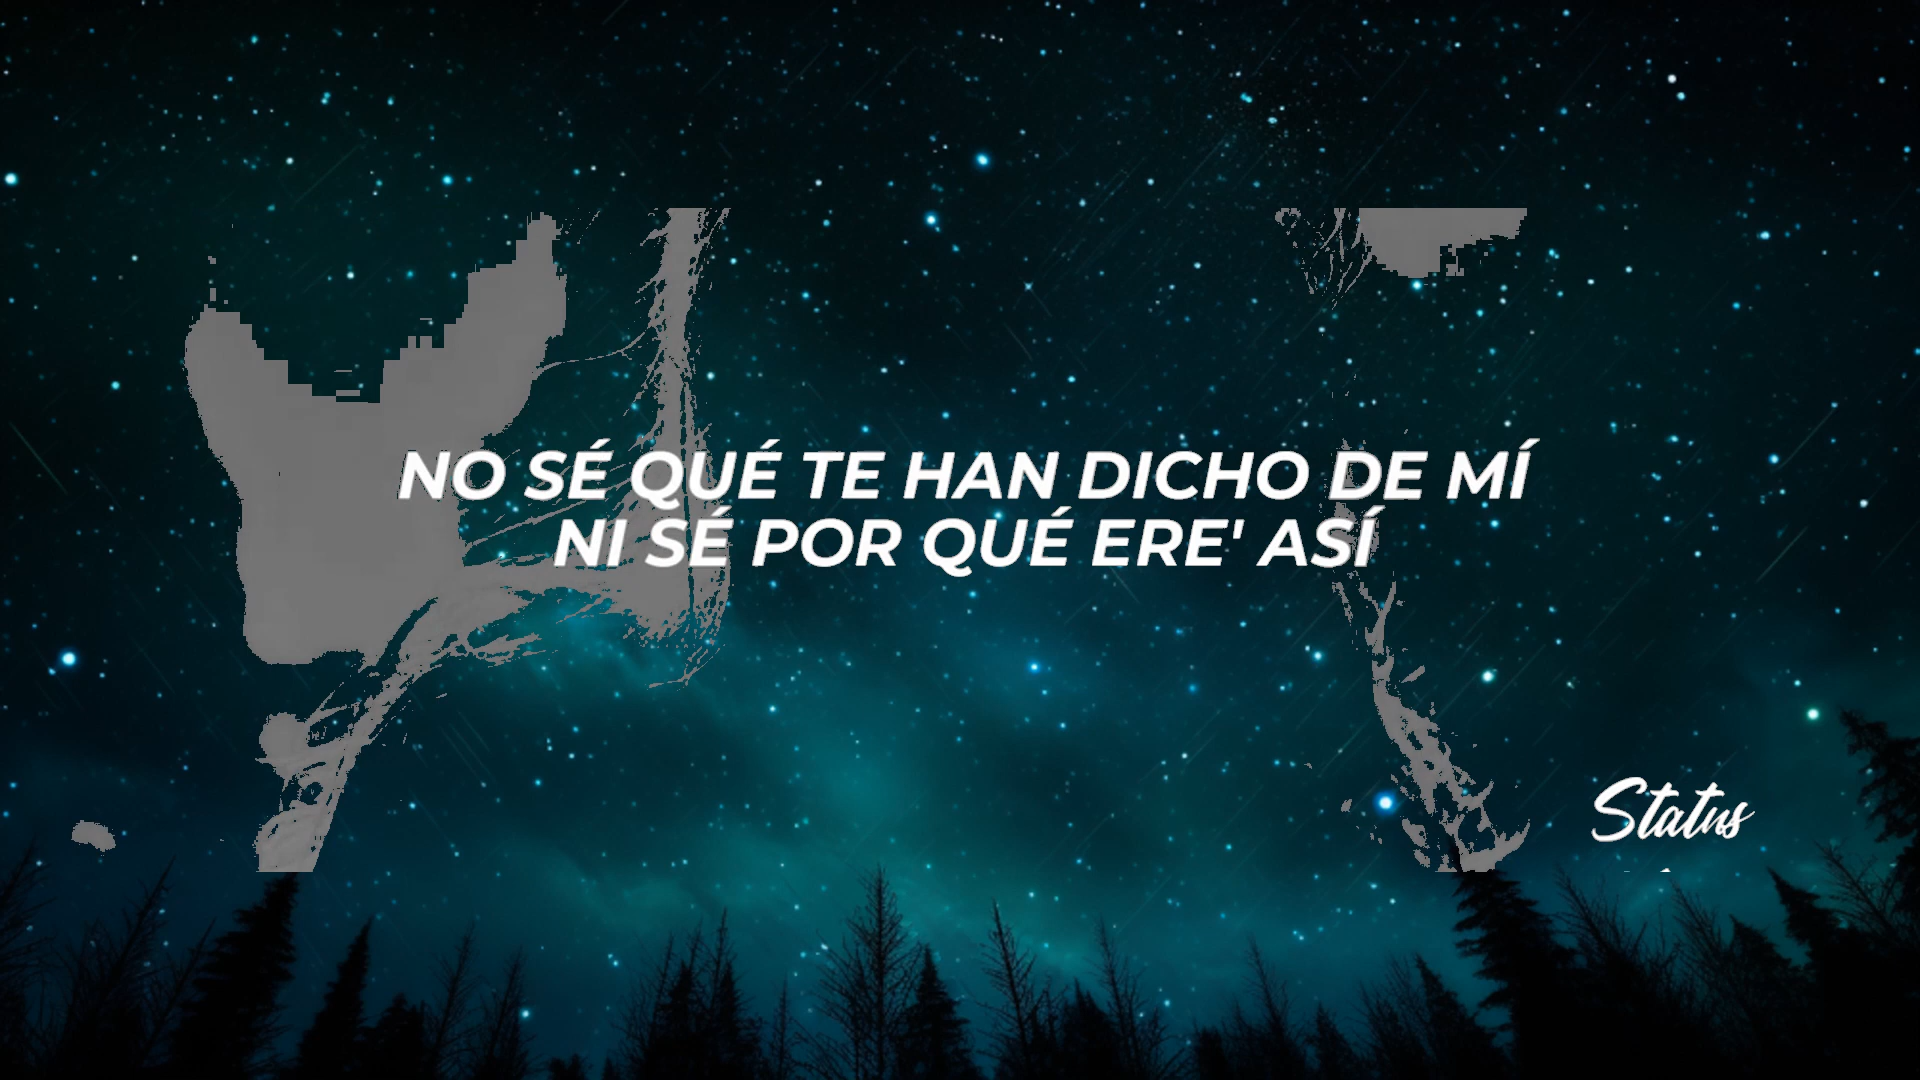 NO SÉ QUÉ TE HAN DICHO DE MÍ
NI SÉ POR QUÉ ERE' ASÍ
Status